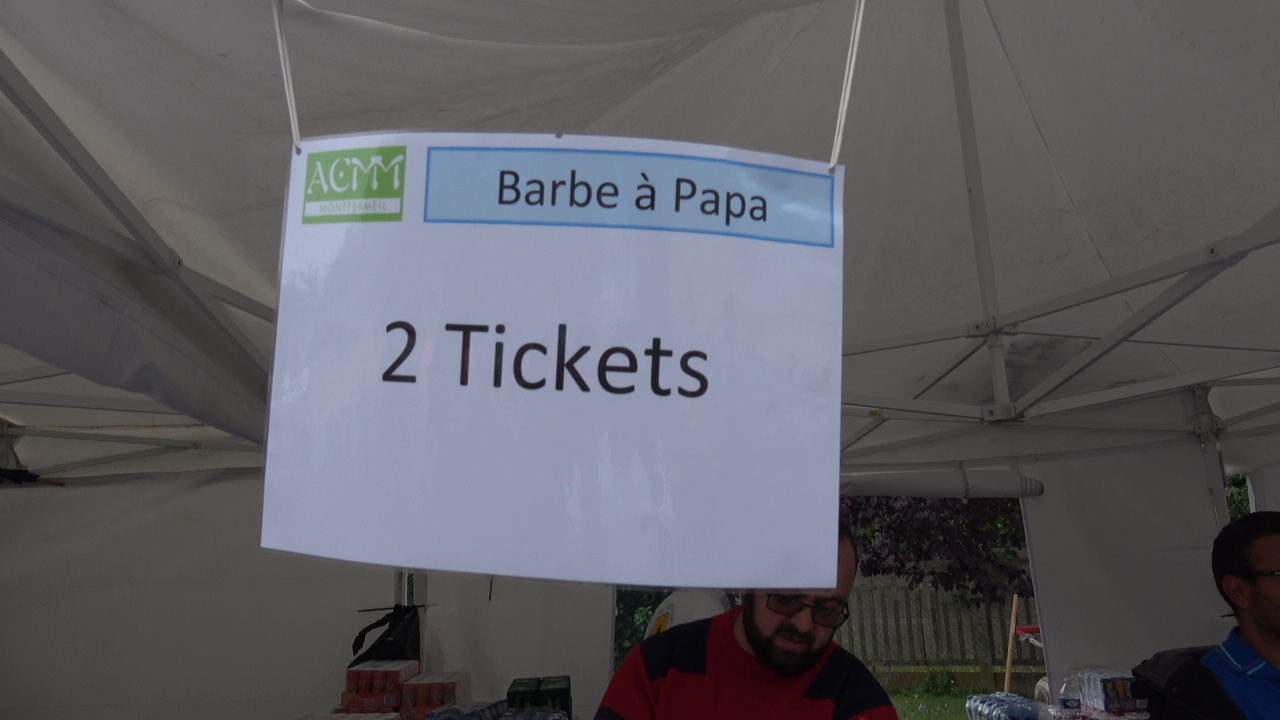 ACMM
MONTFERMEIL
Barbe à Papa
2 Tickets